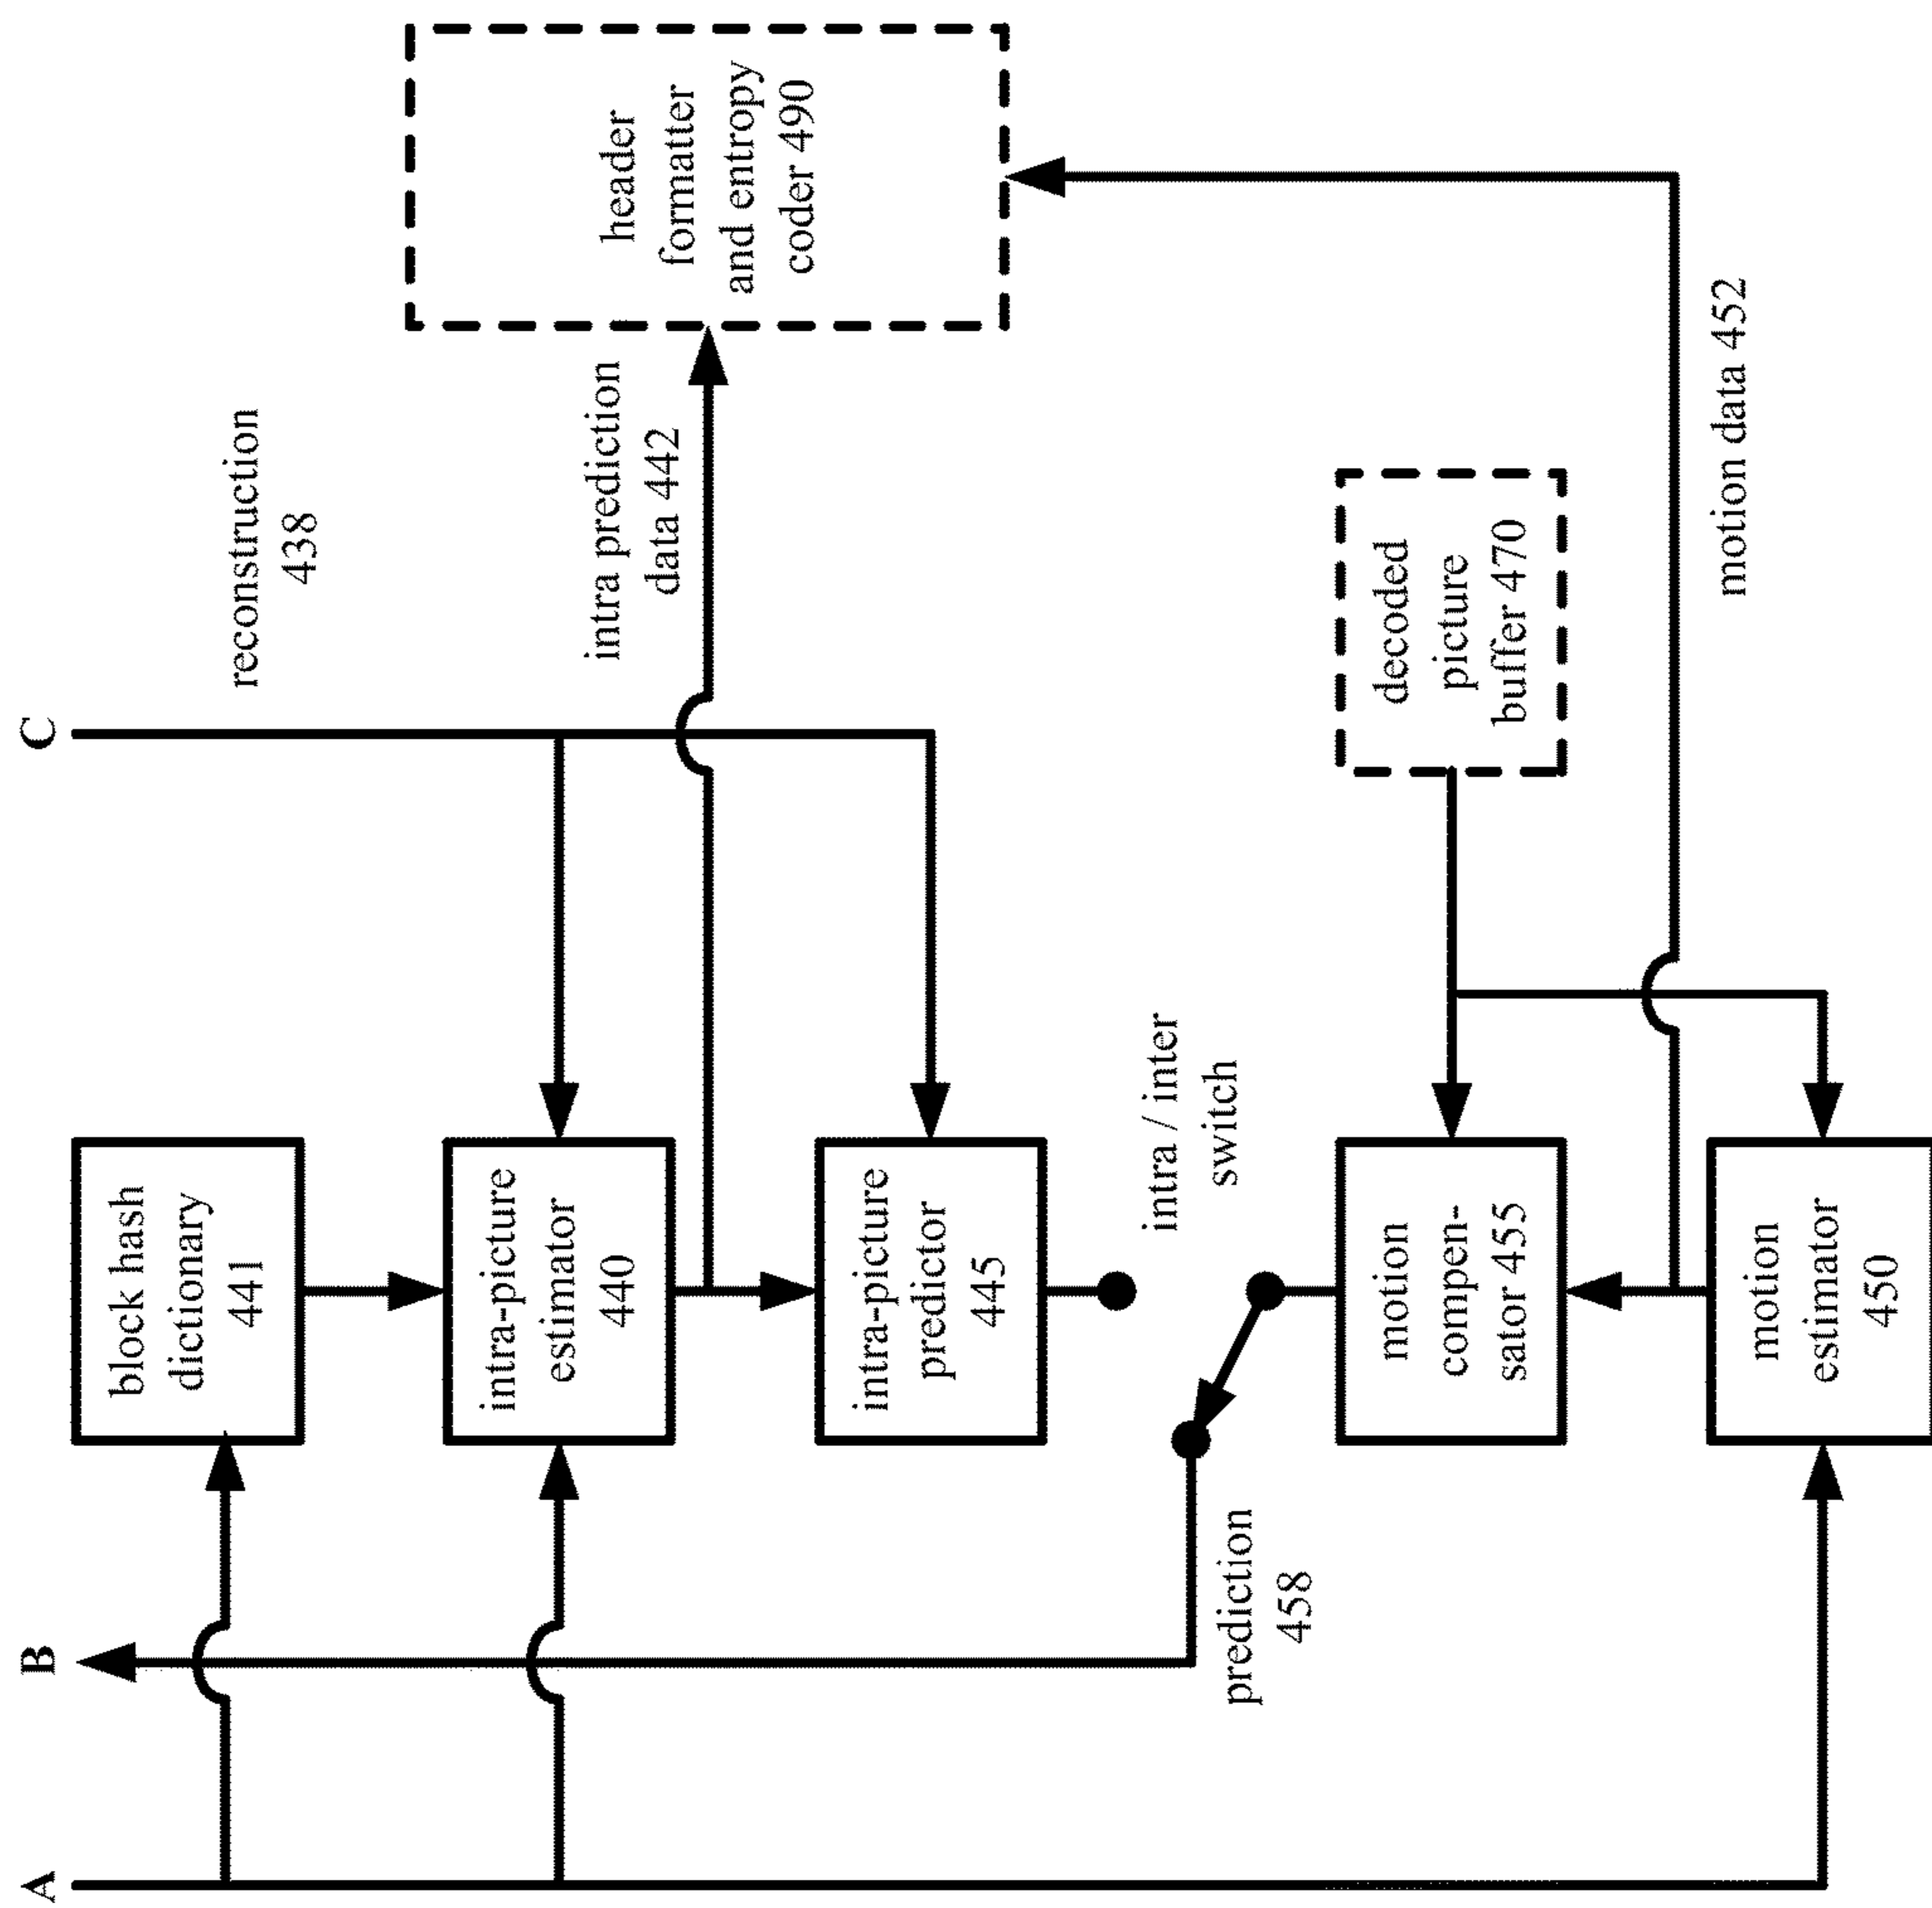 A
B
C
block hash
dictionary
441
reconstruction
438
intra-picture
estimator
440
intra prediction
data 442
header
formatter
and entropy
coder 490
intra-picture
predictor
445
intra / inter
switch
prediction
458
motion
compen-
sator 455
decoded
picture
buffer 470
motion
estimator
450
motion data 452